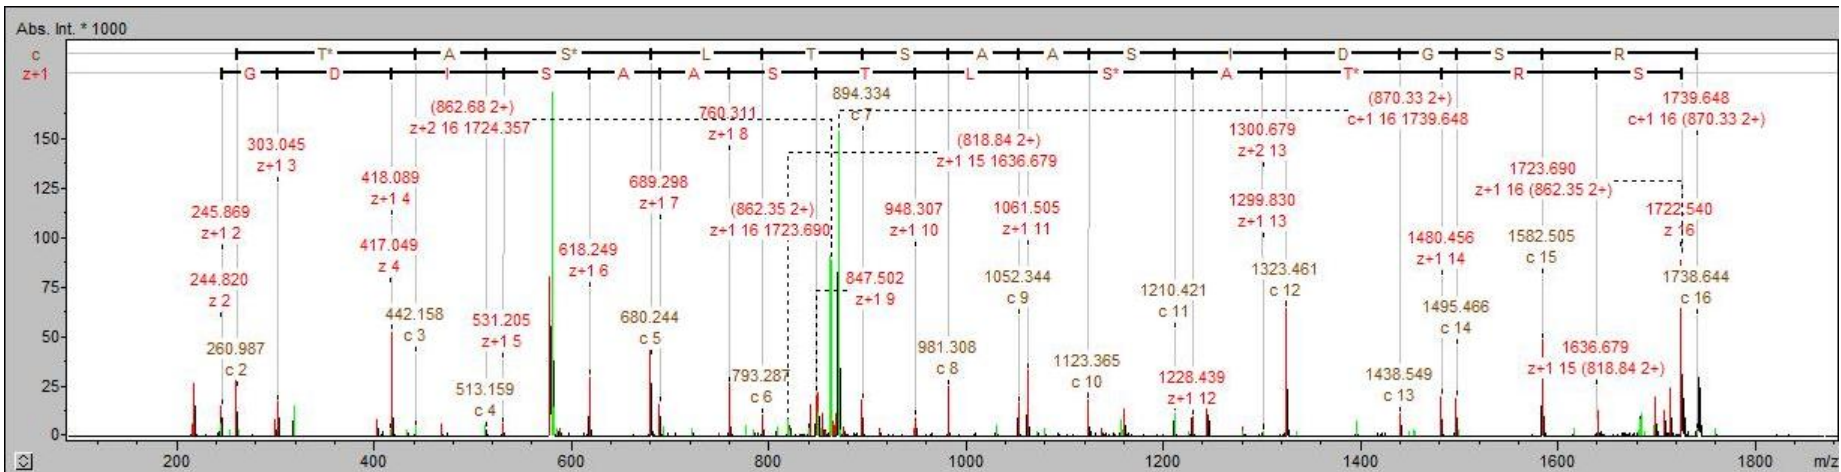 Abs. Int. * 1000
c T* A S* L T S A A S I D G S R
z+1 G D I S A A S T L S* A T* R S
(862.68 2+)
z+2 16 1724.357
760.311
z+1 8
894.334
c 7
(870.33 2+)
c+1 16 1739.648
1739.648
c+1 16 (870.33 2+)
303.045
z+1 3
(818.84 2+)
z+1 15 1636.679
1300.679
z+2 13
1723.690
z+1 16 (862.35 2+)
418.089
z+1 4
689.298
z+1 7
(862.35 2+)
z+1 16 1723.690
948.307
z+1 10
1061.505
z+1 11
1299.830
z+1 13
1722.540
z 16
245.869
z+1 2
417.049
z 4
618.249
z+1 6
1480.456
z+1 14
1582.505
c 15
244.820
z 2
847.502
z+1 9
1052.344
c 9
1210.421
c 11
1323.461
c 12
1738.644
c 16
442.158
c 3
531.205
z+1 5
680.244
c 5
1495.466
c 14
260.987
c 2
981.308
c 8
1636.679
z+1 15 (818.84 2+)
513.159
c 4
793.287
c 6
1123.365
c 10
1228.439
z+1 12
1438.549
c 13
150
125
100
75
50
25
0
200 400 600 800 1000 1200 1400 1600 1800 m/z